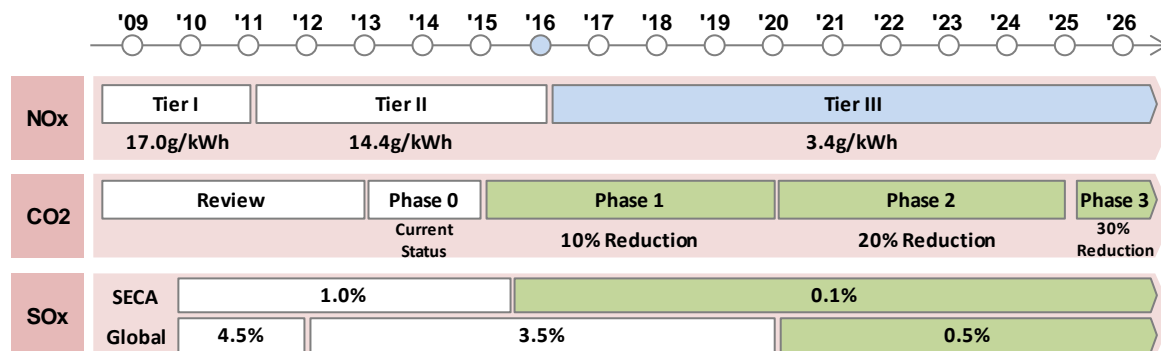 '09 '10 '11 '12 '13 '14 '15 '16 '17 '18 '19 '20 '21 '22 '23 '24 '25 '26
NOx
Tier I Tier II Tier III
17.0g/kWh 14.4g/kWh 3.4g/kWh
CO2
Review Phase 0 Phase 1 Phase 2 Phase 3
Current
Status
10% Reduction 20% Reduction
30%
Reduction
SOx
SECA 1.0% 0.1%
Global 4.5% 3.5% 0.5%